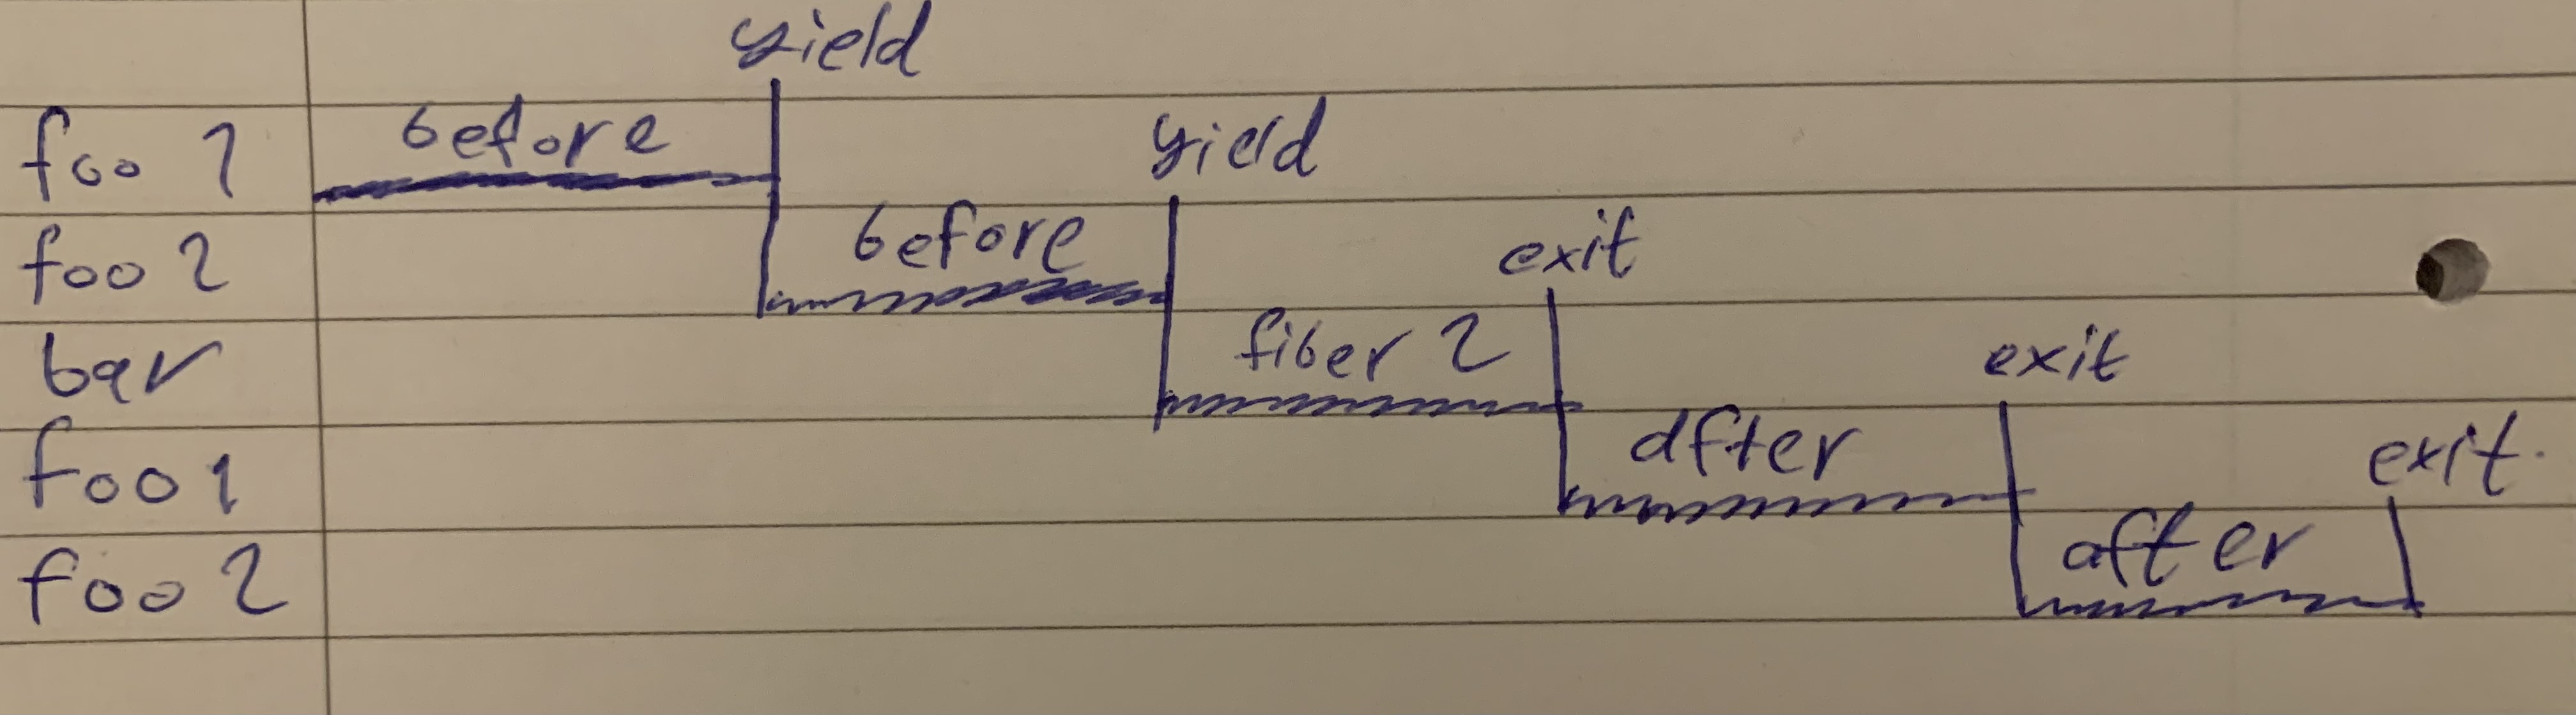 yield
foo 1 before yield
foo 2 before exit
bar fiber 2 exit
foo 1 after exit.
foo 2 after